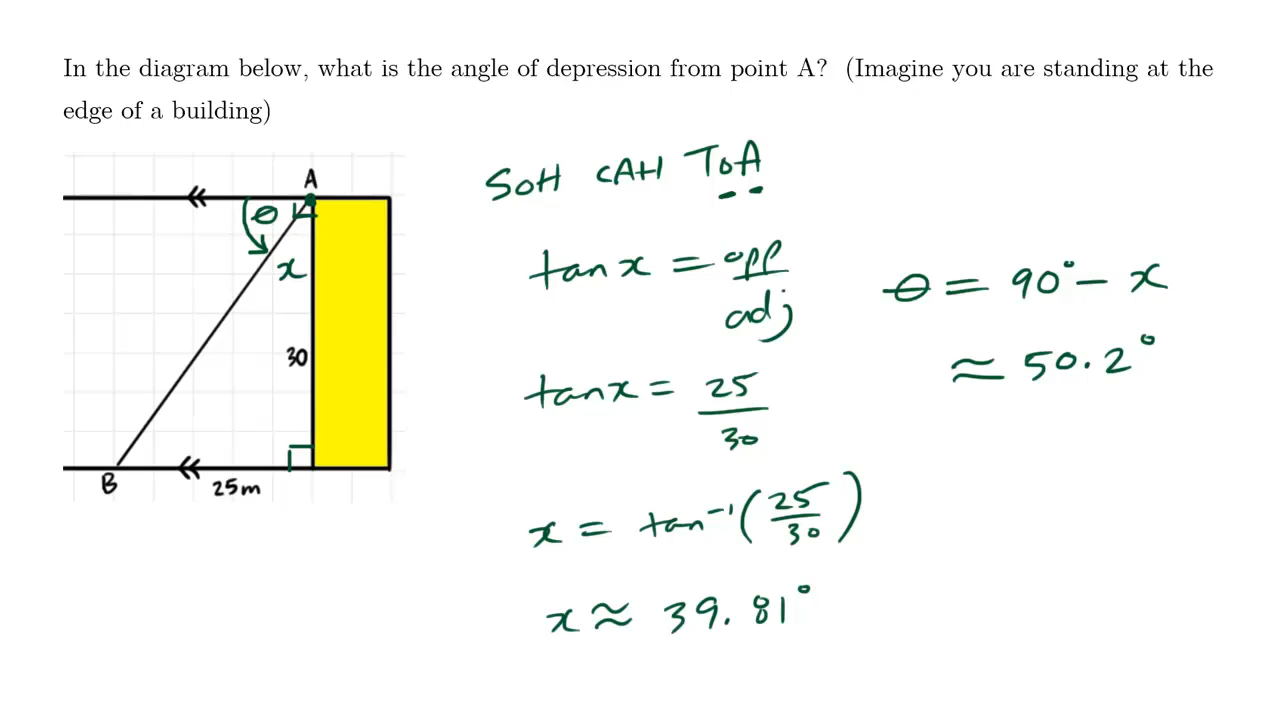 In the diagram below, what is the angle of depression from point A? (Imagine you are standing at the
edge of a building)
A
θ
x
30
B
25m
SOH CAH TOA
tan x = opp/adj
tan x = 25/30
x = tan⁻¹(25/30)
x ≈ 39.81°
θ = 90° − x
≈ 50.2°